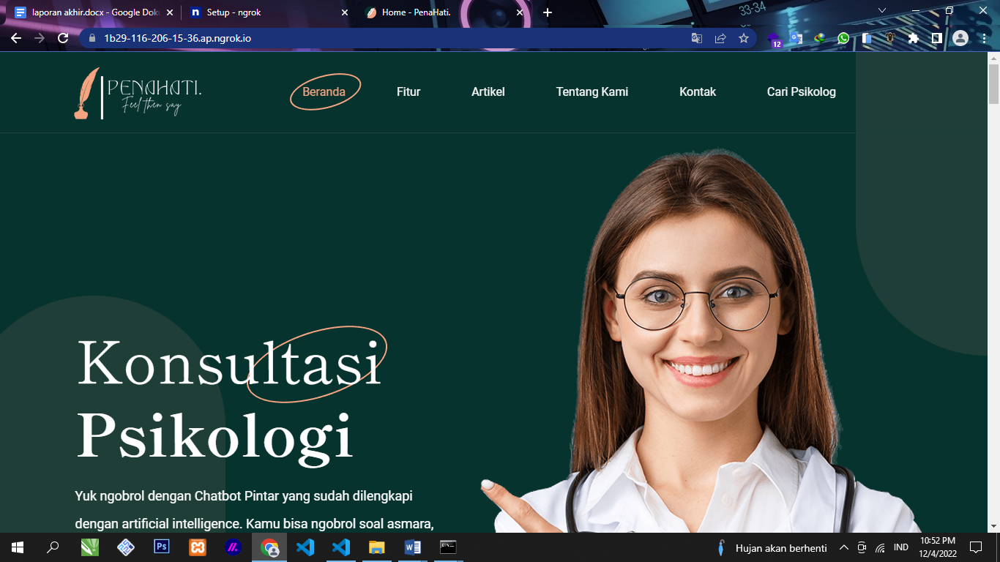 laporan akhir.docx - Google Dok
Setup - ngrok
Home - PenaHati.
33-34
1b29-116-206-15-36.ap.ngrok.io
12
PENAHATI.
Feel then say
Beranda
Fitur
Artikel
Tentang Kami
Kontak
Cari Psikolog
Konsultasi
Psikologi
Yuk ngobrol dengan Chatbot Pintar yang sudah dilengkapi
dengan artificial intelligence. Kamu bisa ngobrol soal asmara,
Ps
Hujan akan berhenti
IND
10:52 PM
12/4/2022